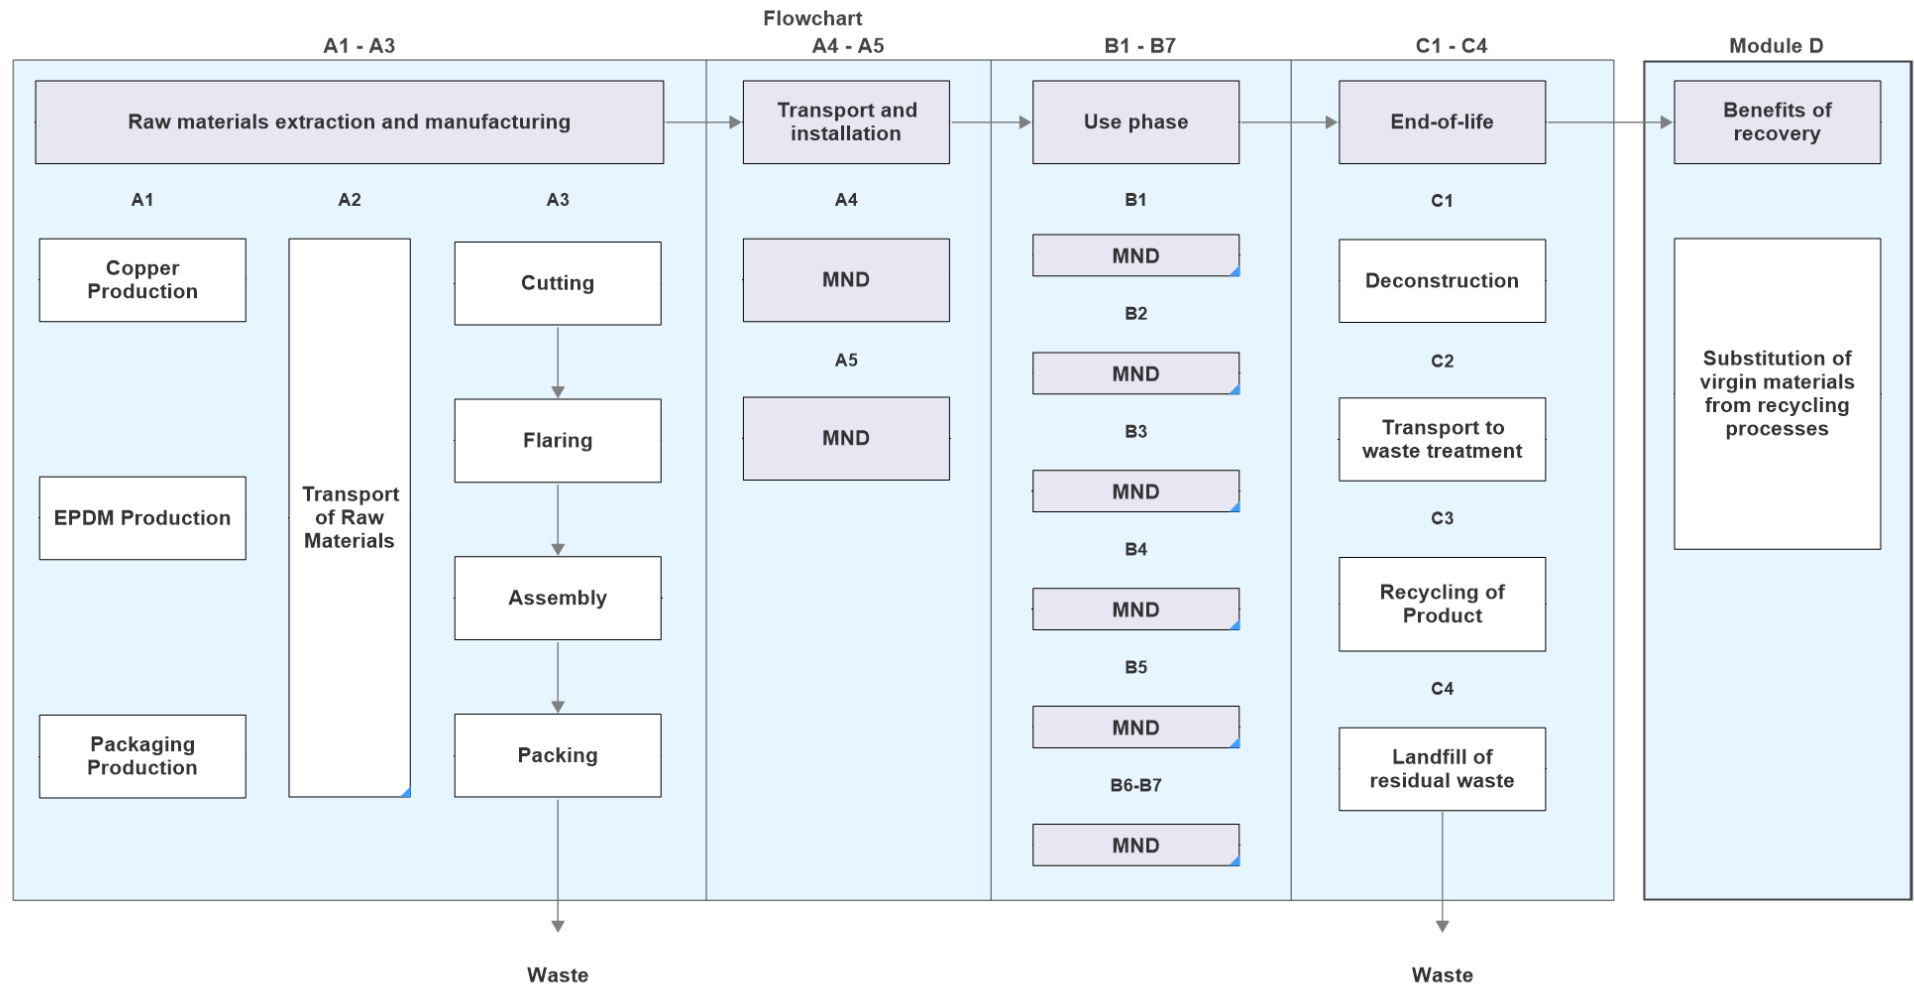 Flowchart
A1 - A3
A4 - A5
B1 - B7
C1 - C4
Module D
Raw materials extraction and manufacturing
Transport and
installation
Use phase
End-of-life
Benefits of
recovery
A1
Copper
Production
EPDM Production
Packaging
Production
A2
Transport
of Raw
Materials
A3
Cutting
Flaring
Assembly
Packing
Waste
A4
MND
A5
MND
B1
MND
B2
MND
B3
MND
B4
MND
B5
MND
B6-B7
MND
C1
Deconstruction
C2
Transport to
waste treatment
C3
Recycling of
Product
C4
Landfill of
residual waste
Waste
Substitution of
virgin materials
from recycling
processes